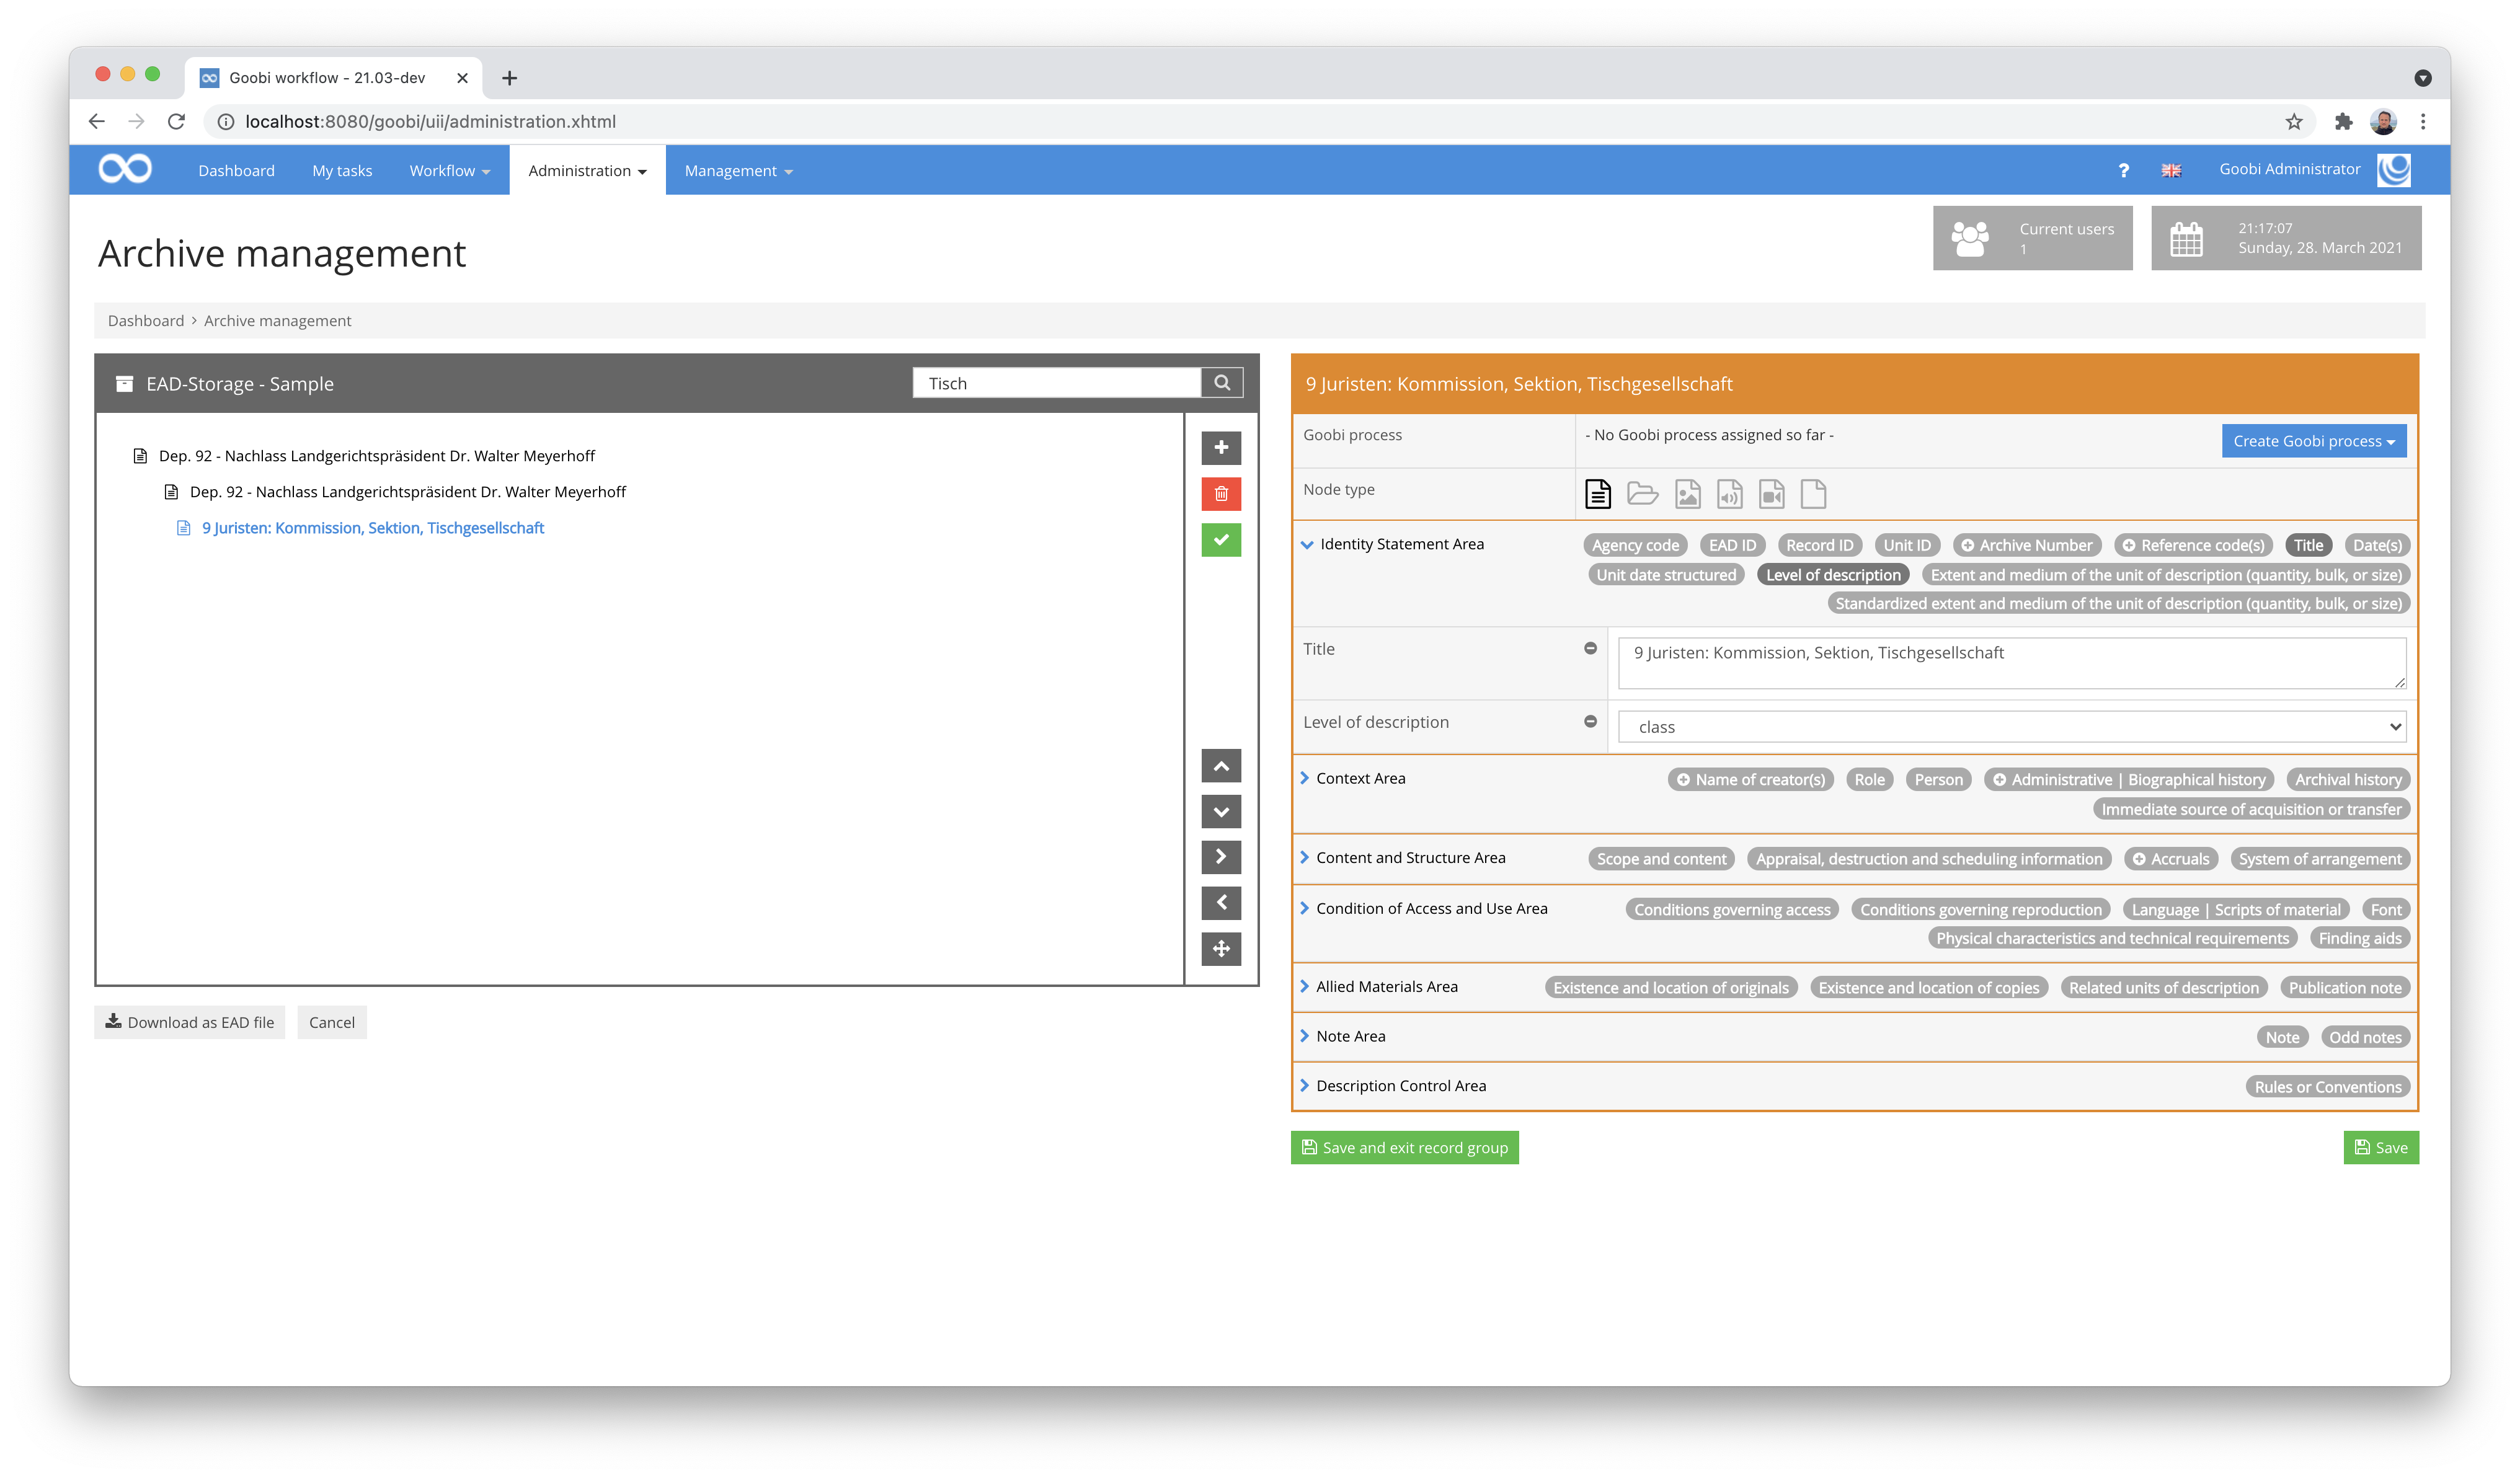 Goobi workflow - 21.03-dev
localhost:8080/goobi/uii/administration.xhtml
Dashboard My tasks Workflow Administration Management ? Goobi Administrator
Archive management
Current users
1
21:17:07
Sunday, 28. March 2021
Dashboard > Archive management
EAD-Storage - Sample Tisch
Dep. 92 - Nachlass Landgerichtspräsident Dr. Walter Meyerhoff
Dep. 92 - Nachlass Landgerichtspräsident Dr. Walter Meyerhoff
9 Juristen: Kommission, Sektion, Tischgesellschaft
Download as EAD file Cancel
9 Juristen: Kommission, Sektion, Tischgesellschaft
Goobi process - No Goobi process assigned so far - Create Goobi process
Node type
Identity Statement Area Agency code EAD ID Record ID Unit ID Archive Number Reference code(s) Title Date(s)
Unit date structured Level of description Extent and medium of the unit of description (quantity, bulk, or size)
Standardized extent and medium of the unit of description (quantity, bulk, or size)
Title 9 Juristen: Kommission, Sektion, Tischgesellschaft
Level of description class
Context Area Name of creator(s) Role Person Administrative | Biographical history Archival history
Immediate source of acquisition or transfer
Content and Structure Area Scope and content Appraisal, destruction and scheduling information Accruals System of arrangement
Condition of Access and Use Area Conditions governing access Conditions governing reproduction Language | Scripts of material Font
Physical characteristics and technical requirements Finding aids
Allied Materials Area Existence and location of originals Existence and location of copies Related units of description Publication note
Note Area Note Odd notes
Description Control Area Rules or Conventions
Save and exit record group Save